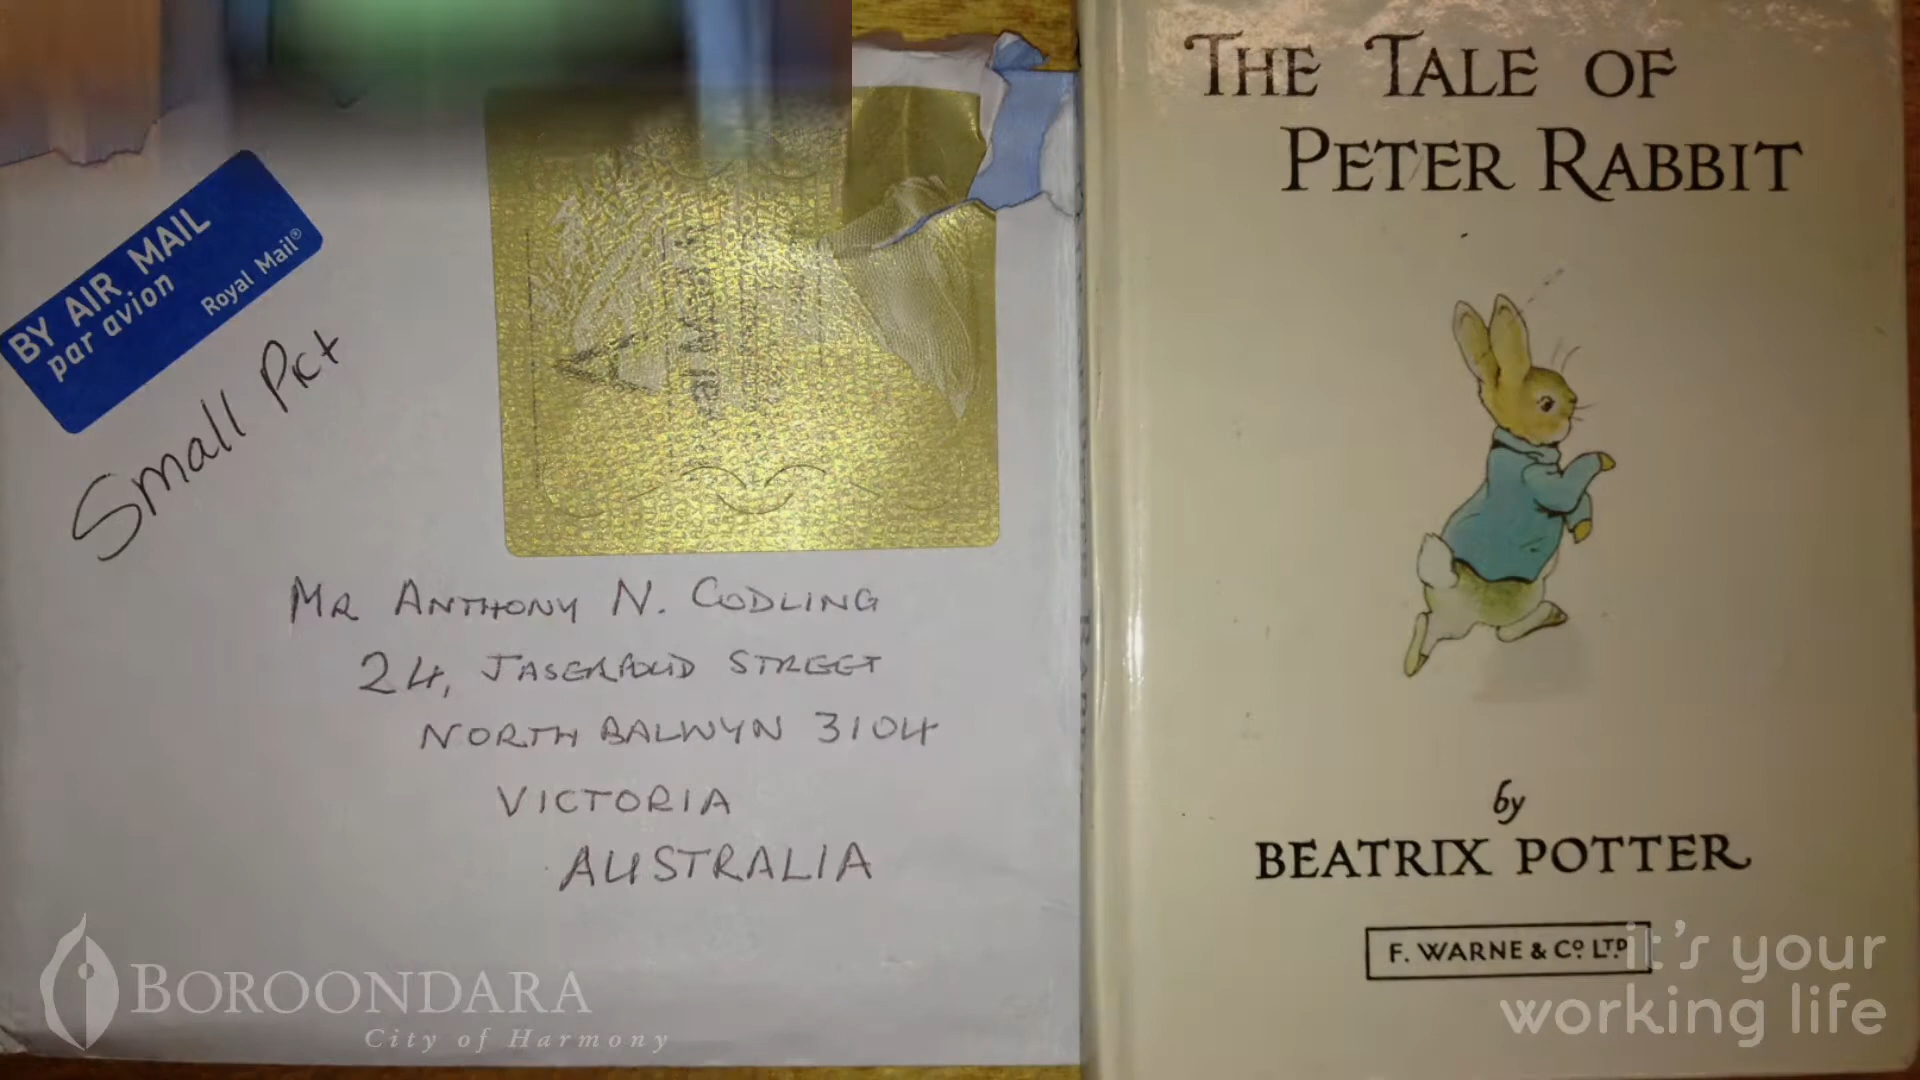 BY AIR MAIL
par avion
Royal Mail®
Small Pkt
MR ANTHONY N. CODLING
24, STREET
NORTH BALWYN 3104
VICTORIA
AUSTRALIA
THE TALE OF
PETER RABBIT
by
BEATRIX POTTER
F. WARNE & Co LTD
BOROONDARA
City of Harmony
it's your
working life